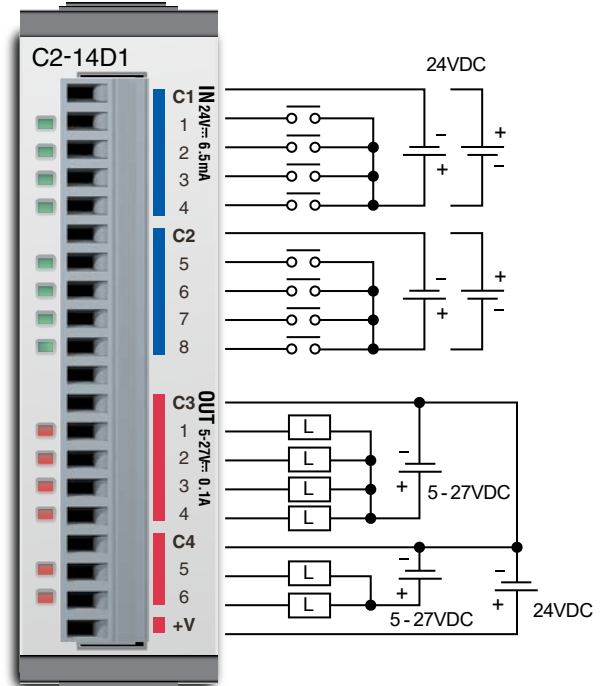 C2-14D1
24VDC
C1
IN 24V⎓ 6.5mA
1
2
3
4
- +
+ -
C2
5
6
7
8
- +
+ -
C3
OUT 5-27V⎓ 0.1A
1 L
2 L
3 L
4 L
- +
5-27VDC
C4
5 L
6 L
- +
5-27VDC
- +
24VDC
+V